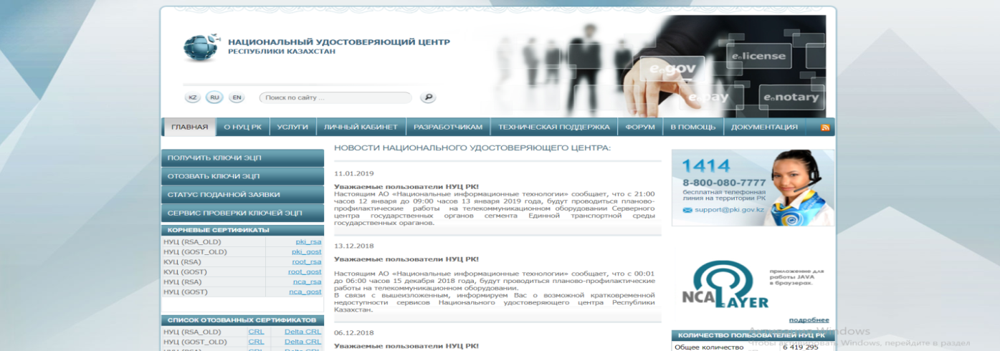 НАЦИОНАЛЬНЫЙ УДОСТОВЕРЯЮЩИЙ ЦЕНТР
РЕСПУБЛИКИ КАЗАХСТАН
e.gov
e.license
e.pay
e.notary
KZ RU EN Поиск по сайту ...
ГЛАВНАЯ О НУЦ РК УСЛУГИ ЛИЧНЫЙ КАБИНЕТ РАЗРАБОТЧИКАМ ТЕХНИЧЕСКАЯ ПОДДЕРЖКА ФОРУМ В ПОМОЩЬ ДОКУМЕНТАЦИЯ
ПОЛУЧИТЬ КЛЮЧИ ЭЦП
ОТОЗВАТЬ КЛЮЧИ ЭЦП
СТАТУС ПОДАННОЙ ЗАЯВКИ
СЕРВИС ПРОВЕРКИ КЛЮЧЕЙ ЭЦП
КОРНЕВЫЕ СЕРТИФИКАТЫ
НУЦ (RSA_OLD) pki_rsa
НУЦ (GOST_OLD) pki_gost
КУЦ (RSA) root_rsa
КУЦ (GOST) root_gost
НУЦ (RSA) nca_rsa
НУЦ (GOST) nca_gost
СПИСОК ОТОЗВАННЫХ СЕРТИФИКАТОВ
НУЦ (RSA_OLD) CRL Delta CRL
НУЦ (GOST_OLD) CRL Delta CRL
НОВОСТИ НАЦИОНАЛЬНОГО УДОСТОВЕРЯЮЩЕГО ЦЕНТРА:
11.01.2019
Уважаемые пользователи НУЦ РК!
Настоящим АО «Национальные информационные технологии» сообщает, что с 21:00
часов 12 января до 09:00 часов 13 января 2019 года, будут проводиться планово-
профилактические работы на телекоммуникационном оборудовании Серверного
центра государственных органов сегмента Единой транспортной среды
государственных ораганов.
13.12.2018
Уважаемые пользователи НУЦ РК!
Настоящим АО «Национальные информационные технологии» сообщает, что с 00:01
до 06:00 часов 15 декабря 2018 года, будут проводиться планово-профилактические
работы на телекоммуникационном оборудовании.
В связи с вышеизложенным, информируем Вас о возможной кратковременной
недоступности сервисов Национального удостоверяющего центра Республики
Казахстан.
06.12.2018
Уважаемые пользователи НУЦ РК!
1414
8-800-080-7777
бесплатная телефонная
линия на территории РК
support@pki.gov.kz
NCALAYER
приложение для
работы JAVA
в браузерах.
подробнее
КОЛИЧЕСТВО ПОЛЬЗОВАТЕЛЕЙ НУЦ РК
Общее количество 6 419 295
Активация Windows
Чтобы активировать Windows, перейдите в раздел